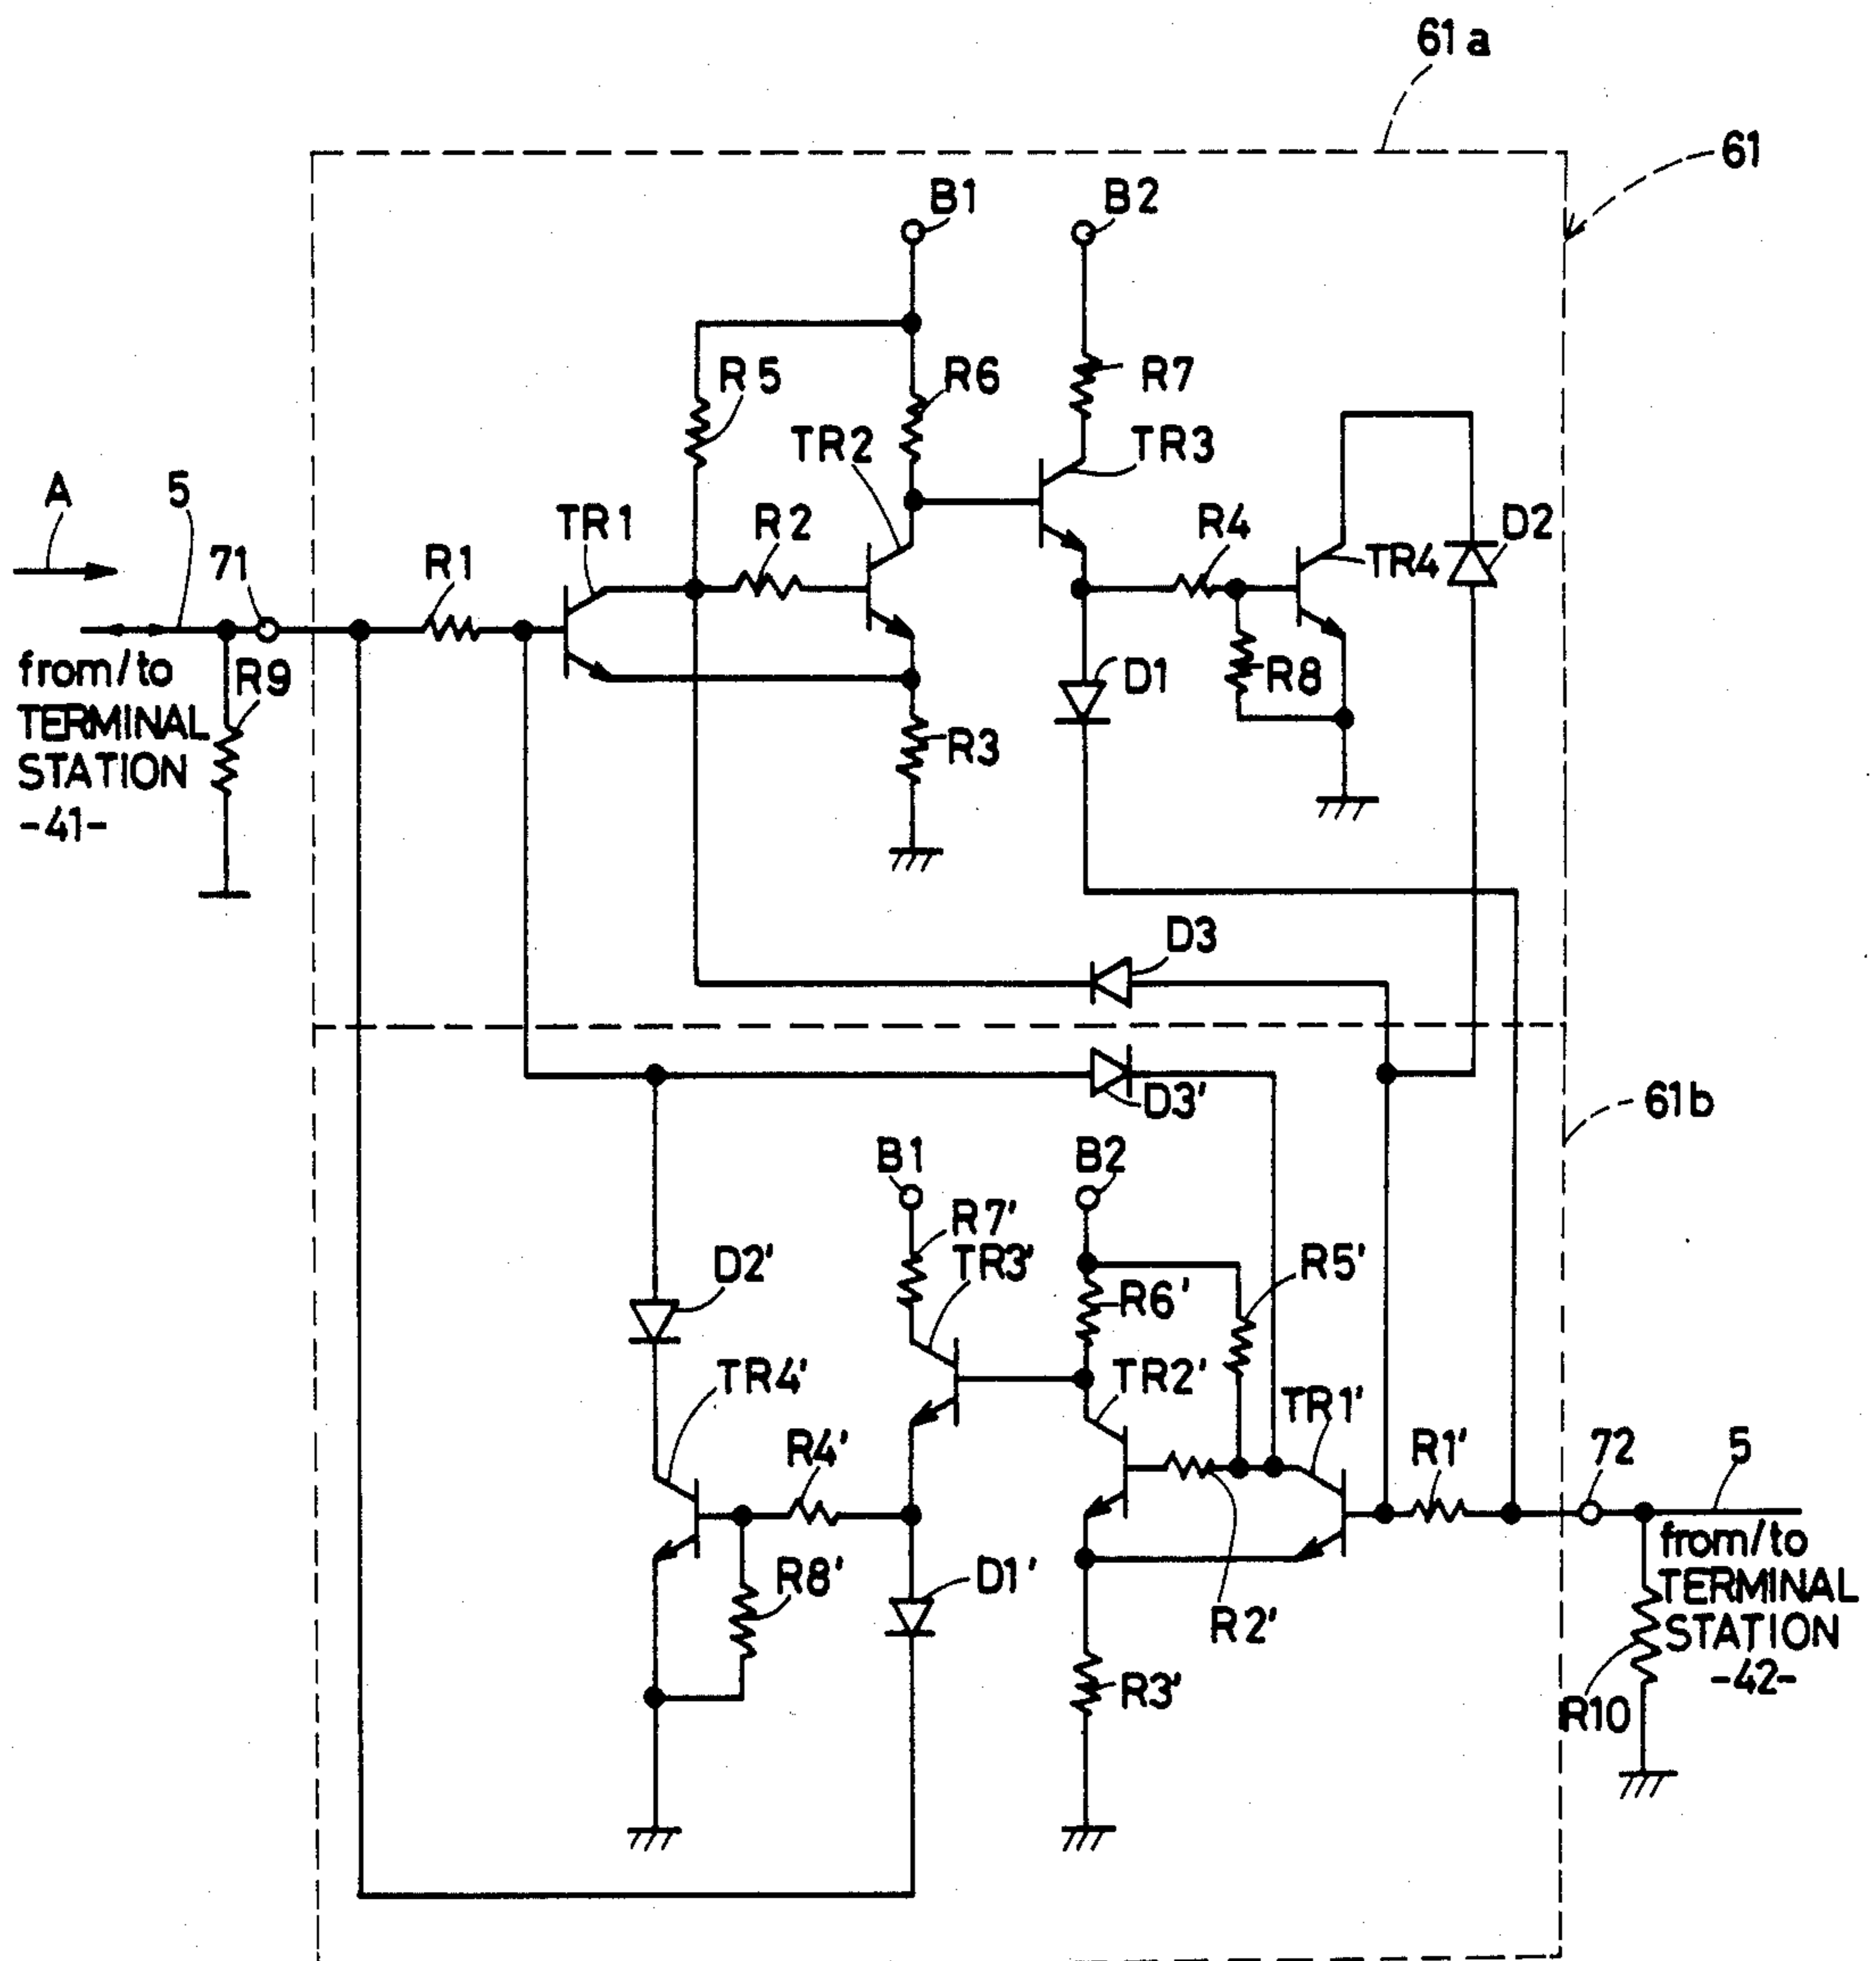 61a
61
B1
B2
R5
R6
R7
TR2
TR3
A
5
71
R1
TR1
R2
R4
TR4
D2
from/to
TERMINAL
STATION
-41-
R9
R3
D1
R8
D3
D3'
61b
B1
B2
R7'
TR3'
D2'
R6'
R5'
TR4'
TR2'
TR1'
R4'
R1'
72
5
R8'
D1'
R2'
from/to
TERMINAL
STATION
-42-
R3'
R10